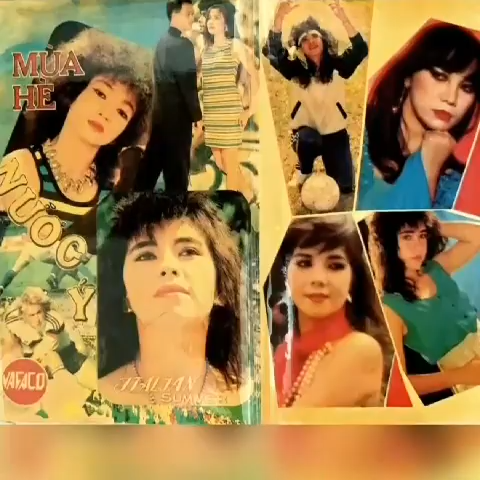 MÙA
HÈ
NƯỚC Ý
VAFACO
ITALIAN
SUMMER